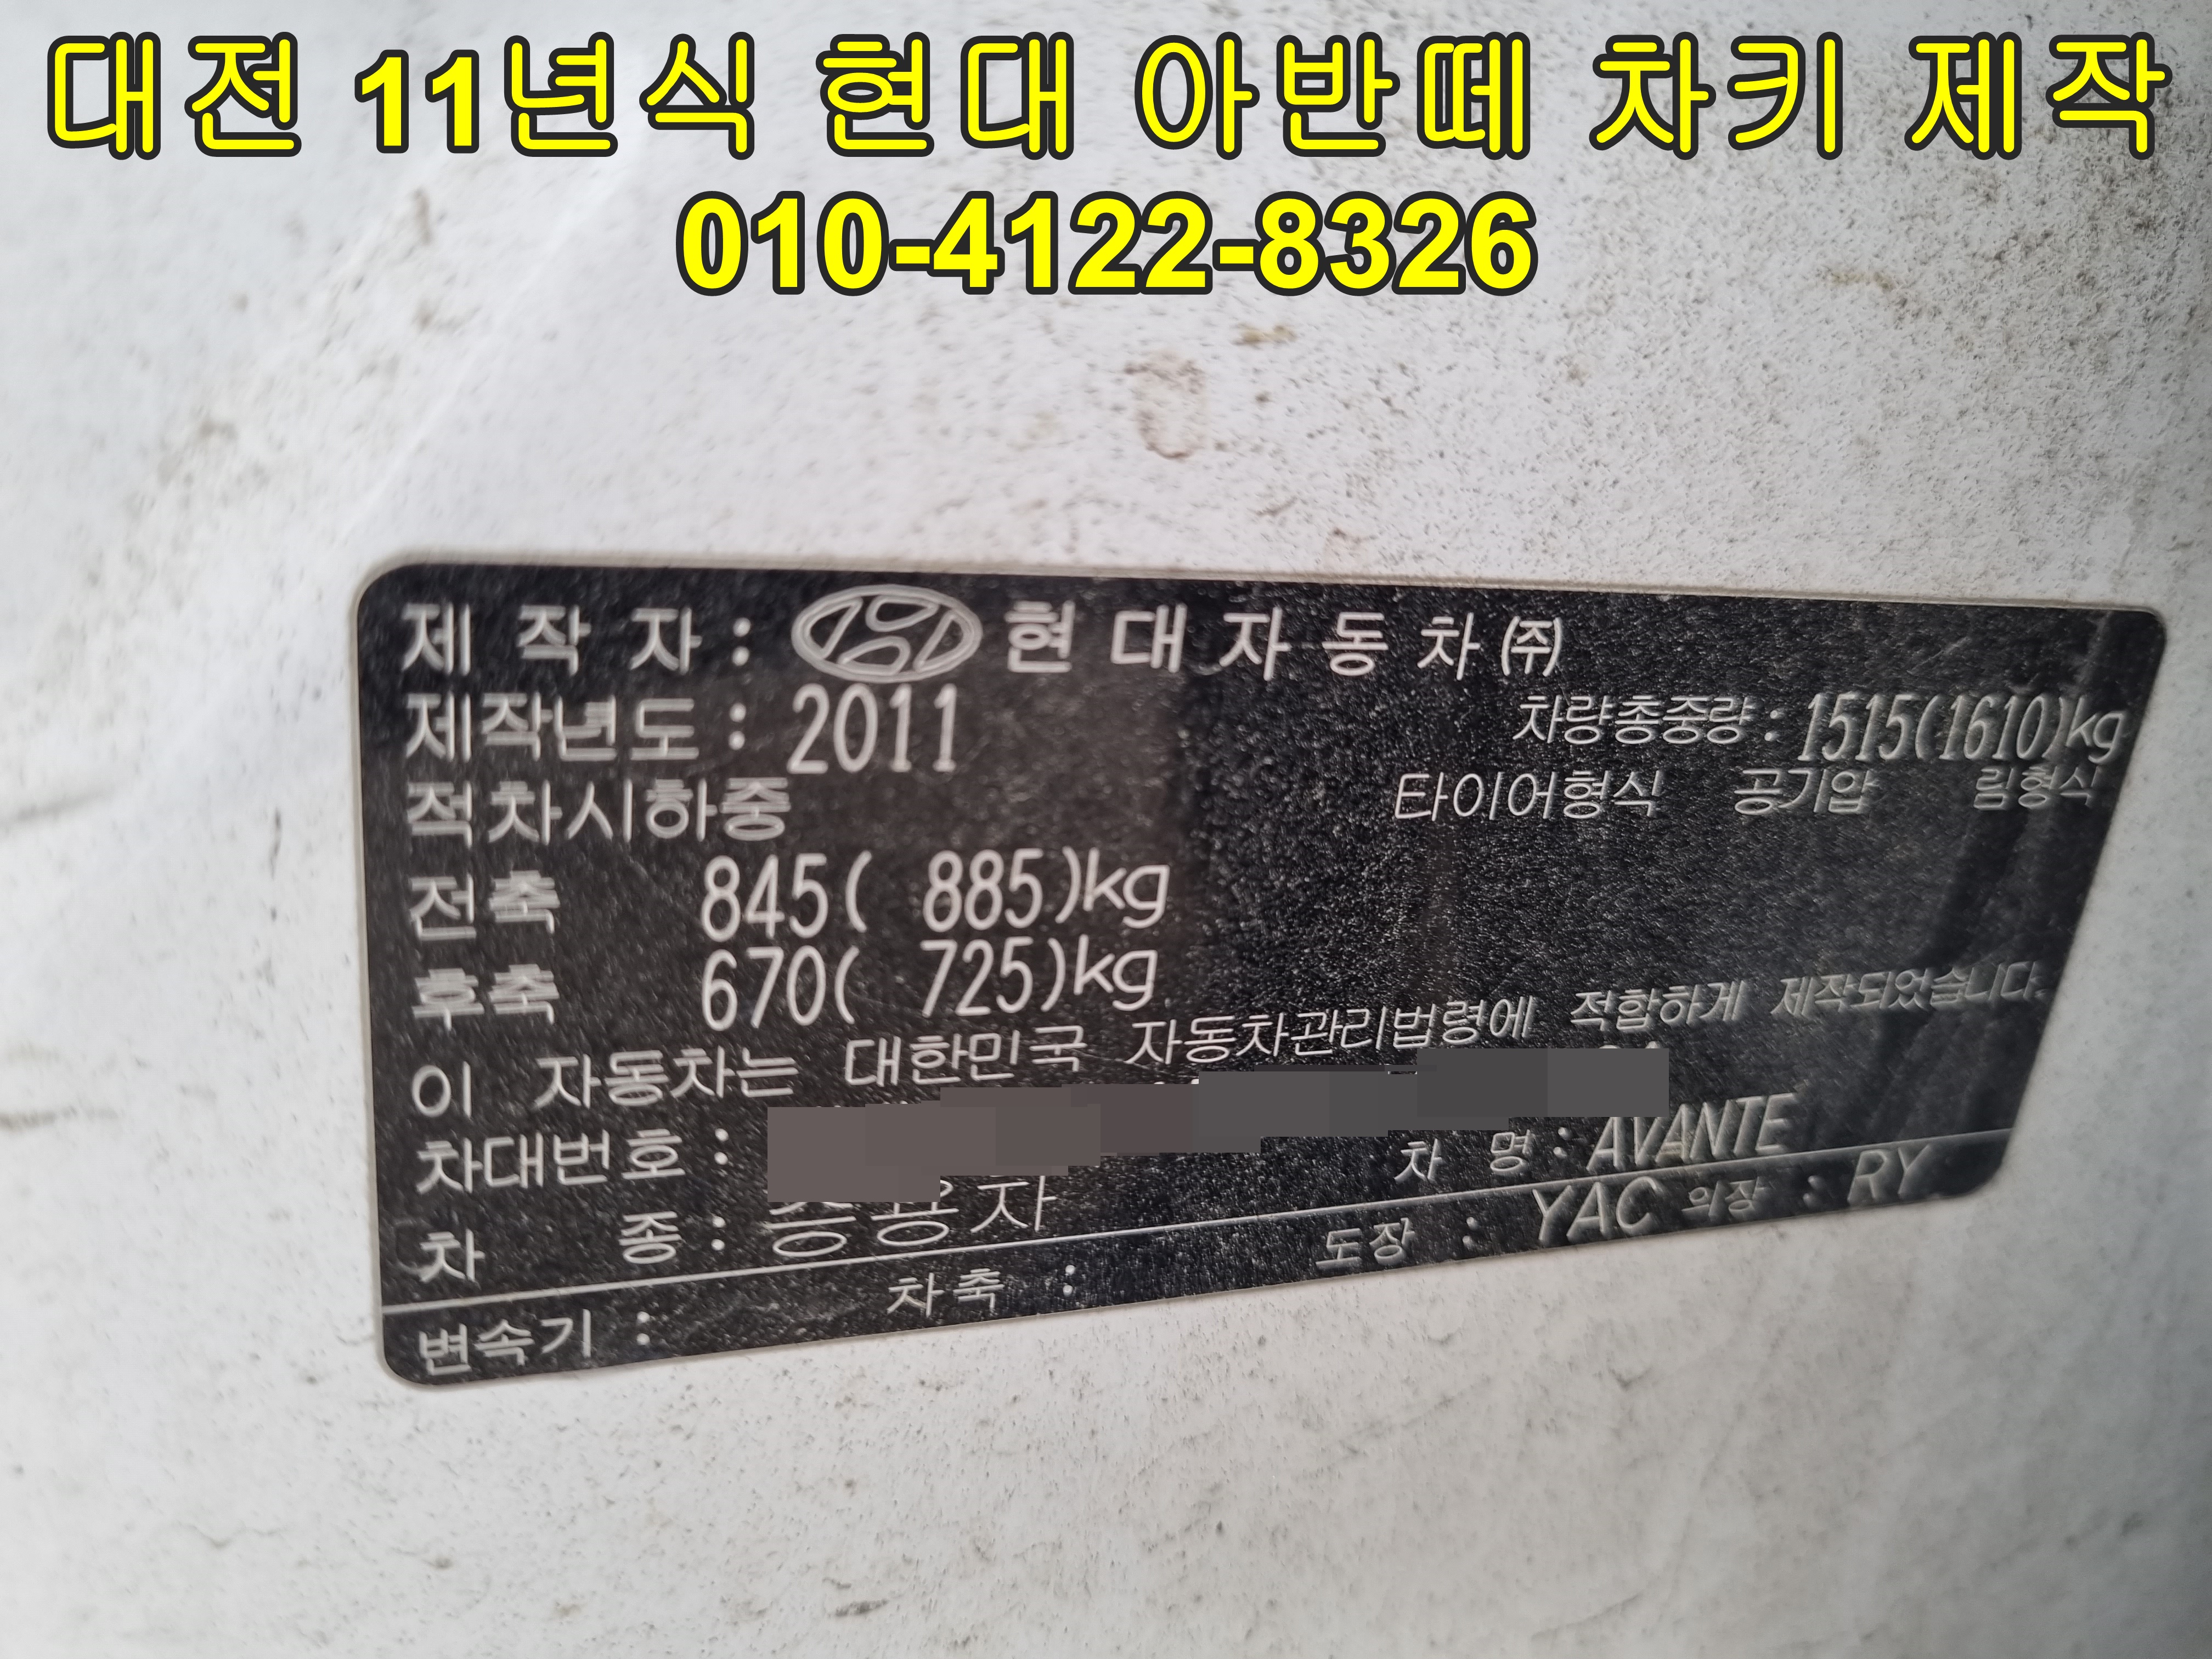 대전 11년식 현대 아반떼 차키 제작
010-4122-8326
제 작 자 : 현 대 자 동 차 ㈜
제작년도 : 2011 차량총중량 : 1515(1610)kg
적차시하중 타이어형식 공기압 림형식
전축 845( 885)kg
후축 670( 725)kg
이 자동차는 대한민국 자동차관리법령에 적합하게 제작되었습니다.
차대번호 :
차 종 : 승용차 차 명 : AVANTE
변속기 : 차축 : 도장 : YAC 의장 : RY